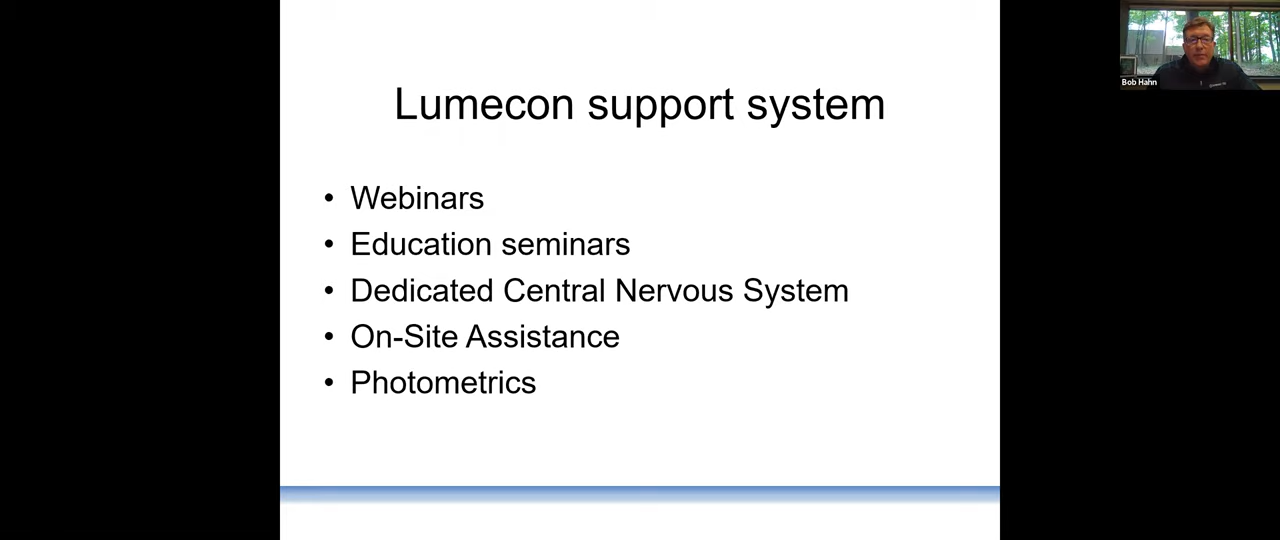 Lumecon support system
• Webinars
• Education seminars
• Dedicated Central Nervous System
• On-Site Assistance
• Photometrics
Bob Hahn